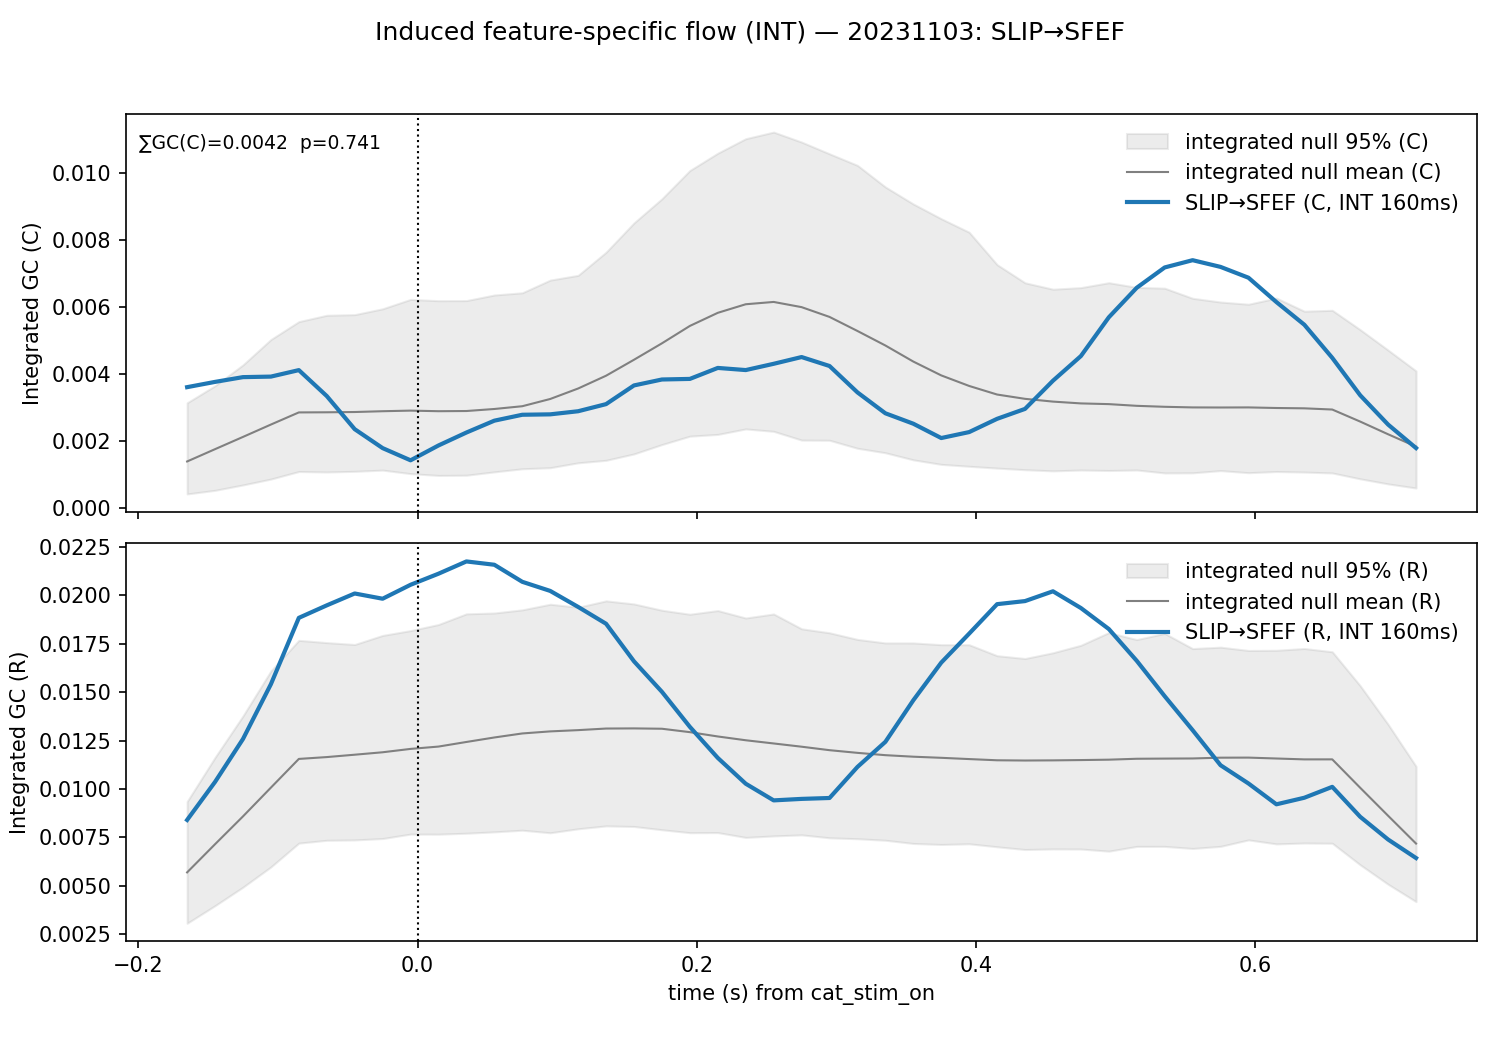 Induced feature-specific flow (INT) — 20231103: SLIP→SFEF
∑GC(C)=0.0042  p=0.741
integrated null 95% (C)
integrated null mean (C)
SLIP→SFEF (C, INT 160ms)
Integrated GC (C)
0.010
0.008
0.006
0.004
0.002
0.000
integrated null 95% (R)
integrated null mean (R)
SLIP→SFEF (R, INT 160ms)
Integrated GC (R)
0.0225
0.0200
0.0175
0.0150
0.0125
0.0100
0.0075
0.0050
0.0025
−0.2 0.0 0.2 0.4 0.6
time (s) from cat_stim_on